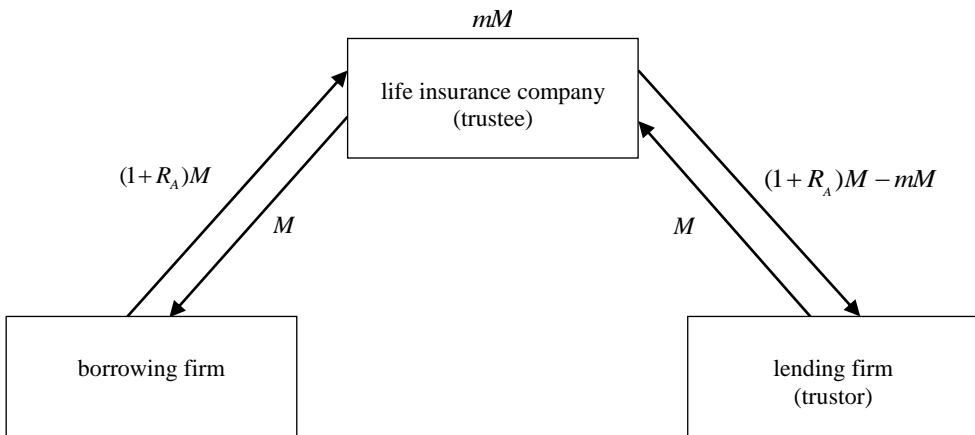 mM
life insurance company
(trustee)
(1+R_A)M
M
(1+R_A)M−mM
M
borrowing firm
lending firm
(trustor)